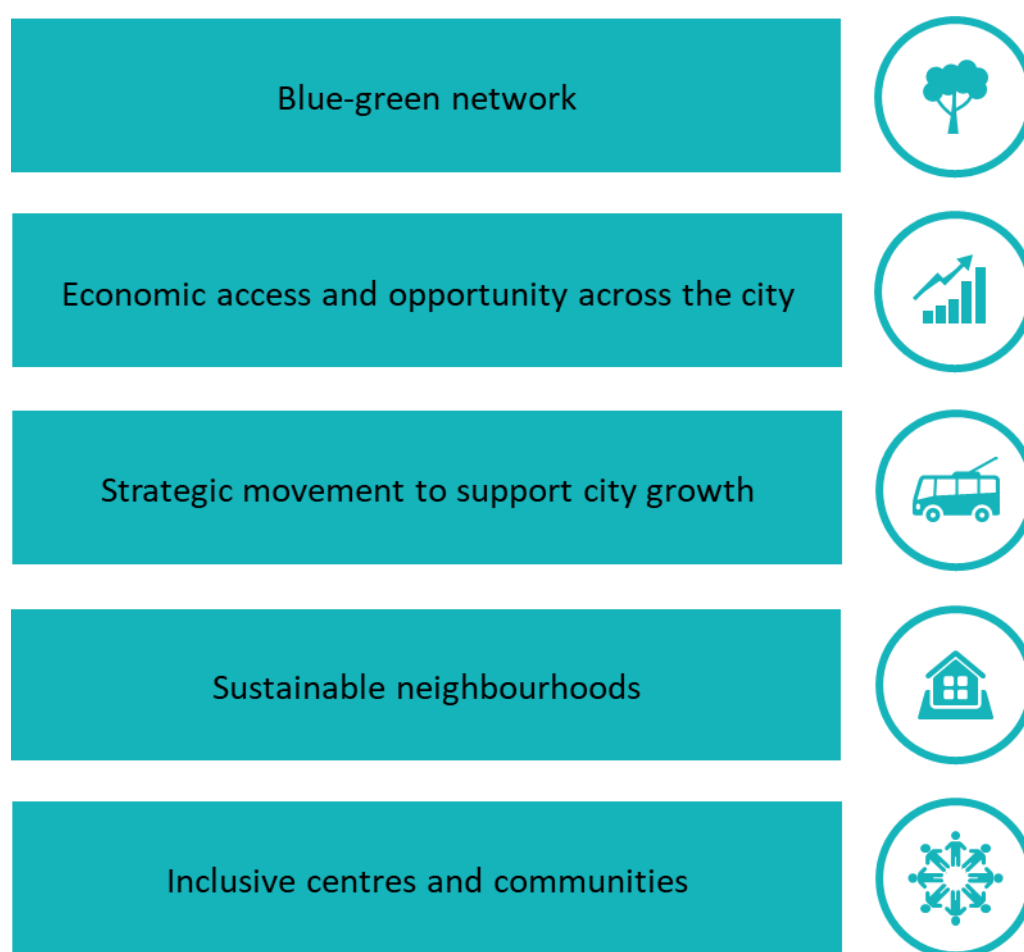 Blue-green network
Economic access and opportunity across the city
Strategic movement to support city growth
Sustainable neighbourhoods
Inclusive centres and communities